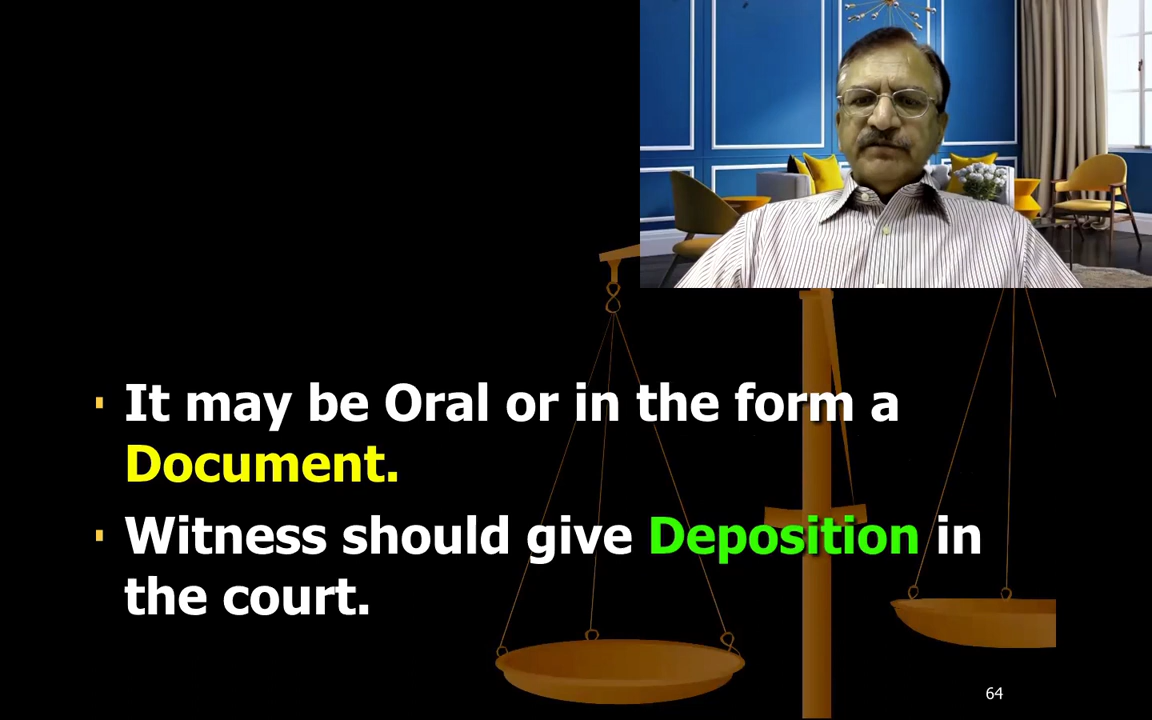 It may be Oral or in the form a
Document.
Witness should give Deposition in
the court.
64